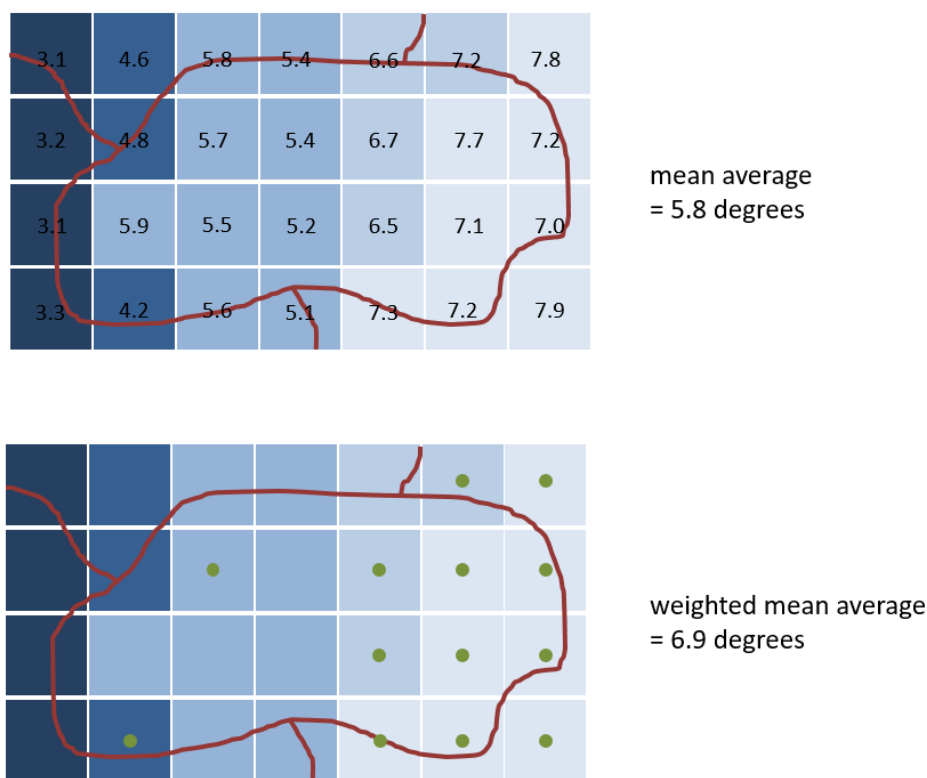 3.1 4.6 5.8 5.4 6.6 7.2 7.8
3.2 4.8 5.7 5.4 6.7 7.7 7.2
3.1 5.9 5.5 5.2 6.5 7.1 7.0
3.3 4.2 5.6 5.1 7.3 7.2 7.9
mean average
= 5.8 degrees
weighted mean average
= 6.9 degrees